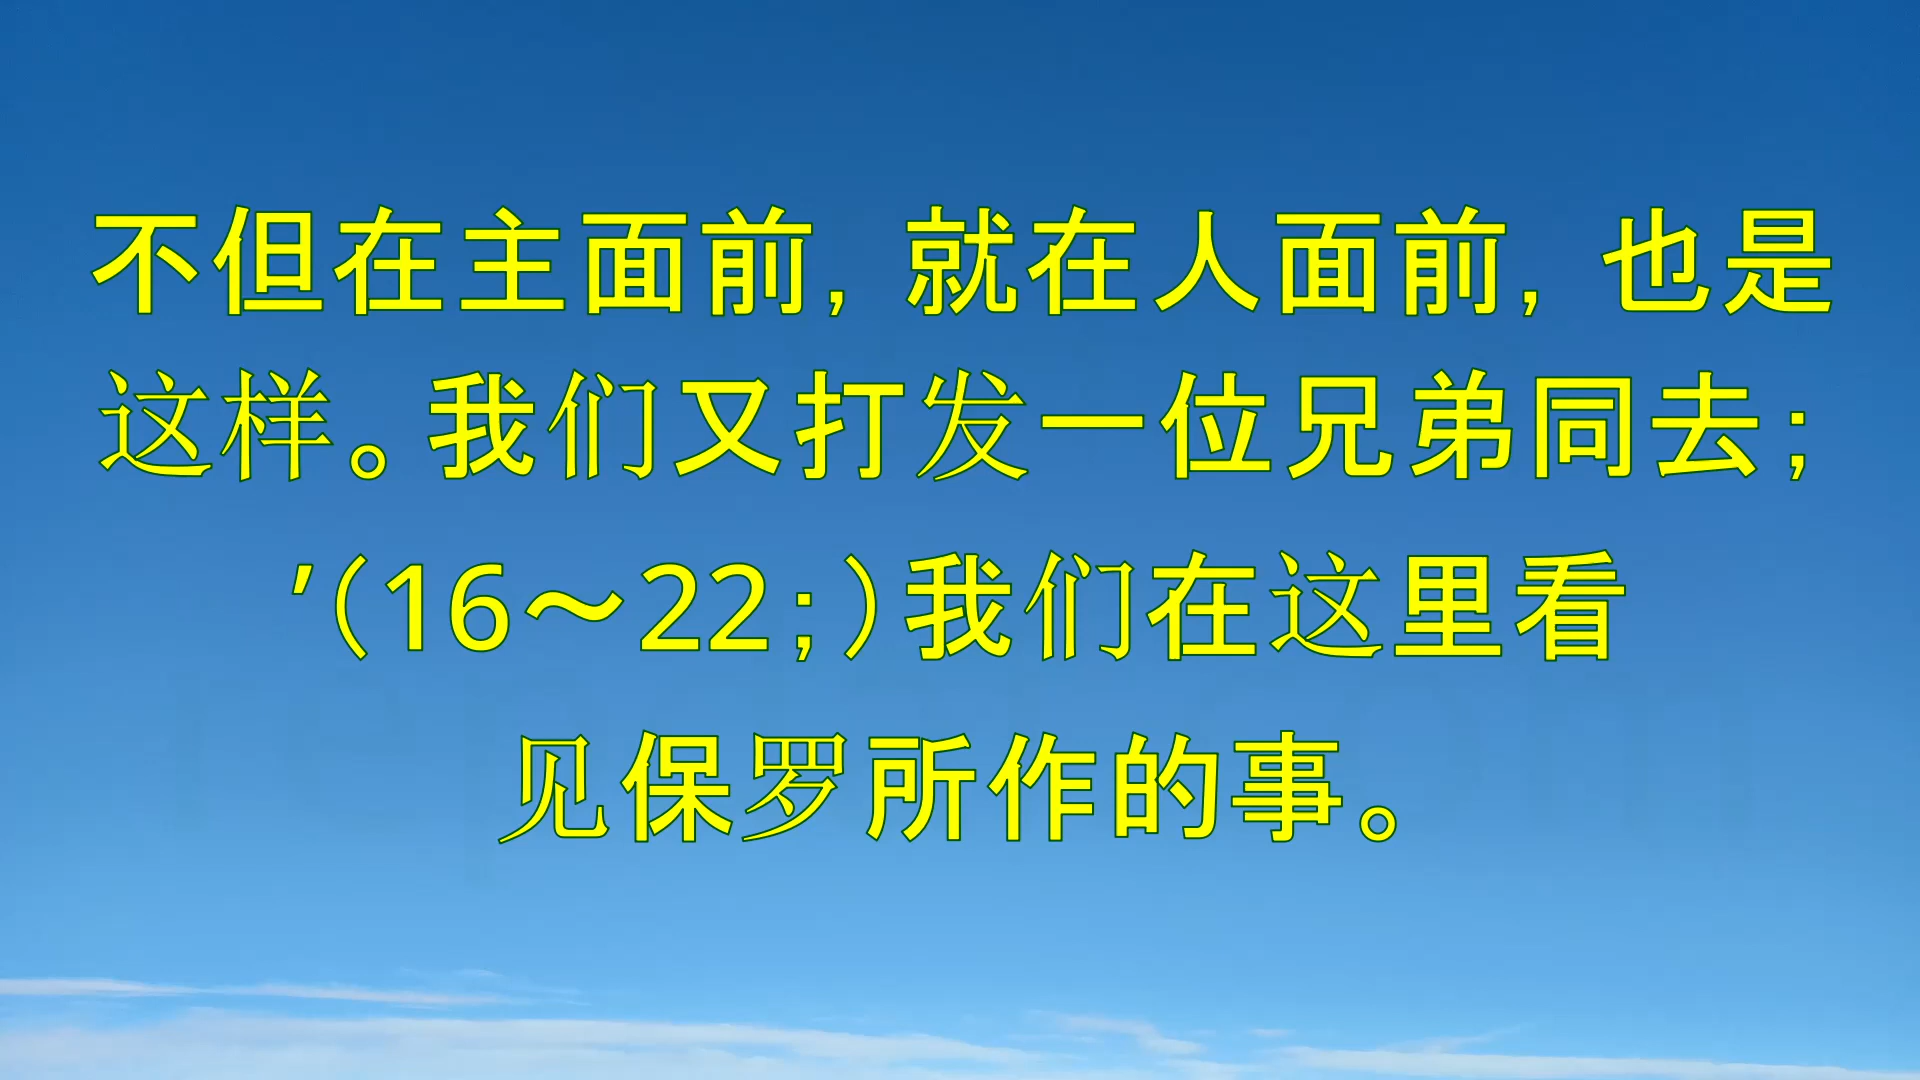 不但在主面前, 就在人面前, 也是
这样。我们又打发一位兄弟同去;
'(16～22;)我们在这里看
见保罗所作的事。